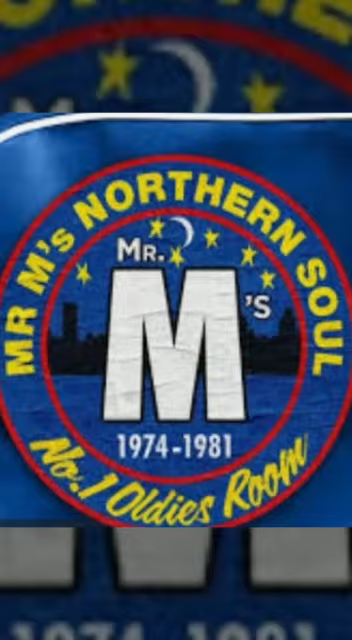 MR M's NORTHERN SOUL
MR.
M
's
1974-1981
No.1 Oldies Room